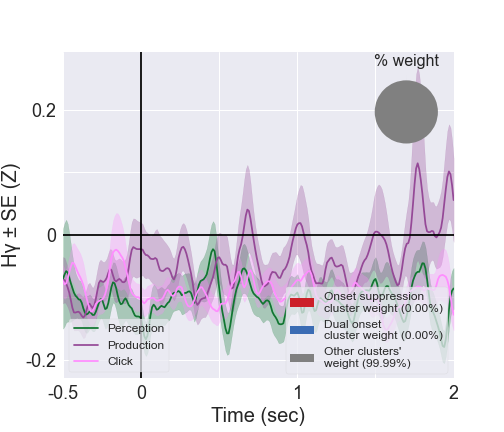 % weight
Hγ ± SE (Z)
0.2
0
-0.2
Perception
Production
Click
Onset suppression
cluster weight (0.00%)
Dual onset
cluster weight (0.00%)
Other clusters'
weight (99.99%)
-0.5 0 1 2
Time (sec)